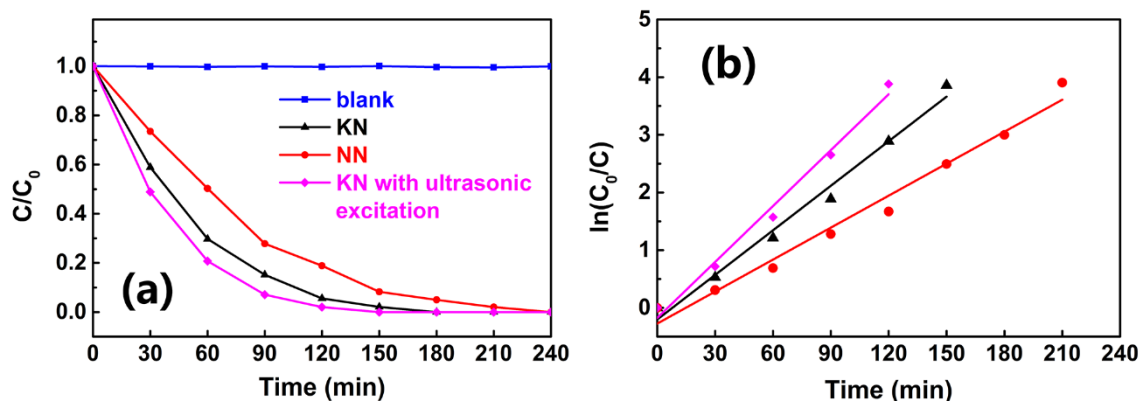 C/C0
1.0
0.8
0.6
0.4
0.2
0.0
blank
KN
NN
KN with ultrasonic
excitation
(a)
0 30 60 90 120 150 180 210 240
Time (min)
ln(C0/C)
5
4
3
2
1
0
(b)
0 30 60 90 120 150 180 210 240
Time (min)